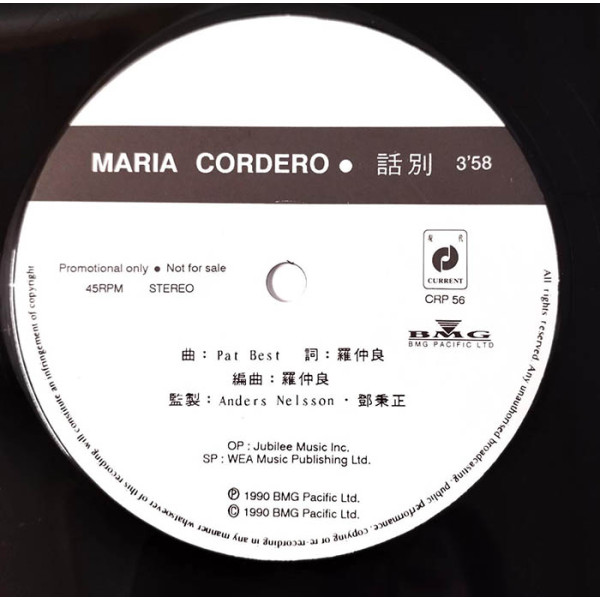 MARIA CORDERO • 話別 3'58
Promotional only • Not for sale
45RPM STEREO
現代
CURRENT
CRP 56
BMG
BMG PACIFIC LTD
曲：Pat Best 詞：羅仲良
編曲：羅仲良
監製：Anders Nelsson・鄧秉正
OP : Jubilee Music Inc.
SP : WEA Music Publishing Ltd.
Ⓟ 1990 BMG Pacific Ltd.
© 1990 BMG Pacific Ltd.
All rights reserved. Any unauthorised broadcasting, public performance, copying or re-recording in any manner whatsoever of this recording will constitute an infringement of copyright